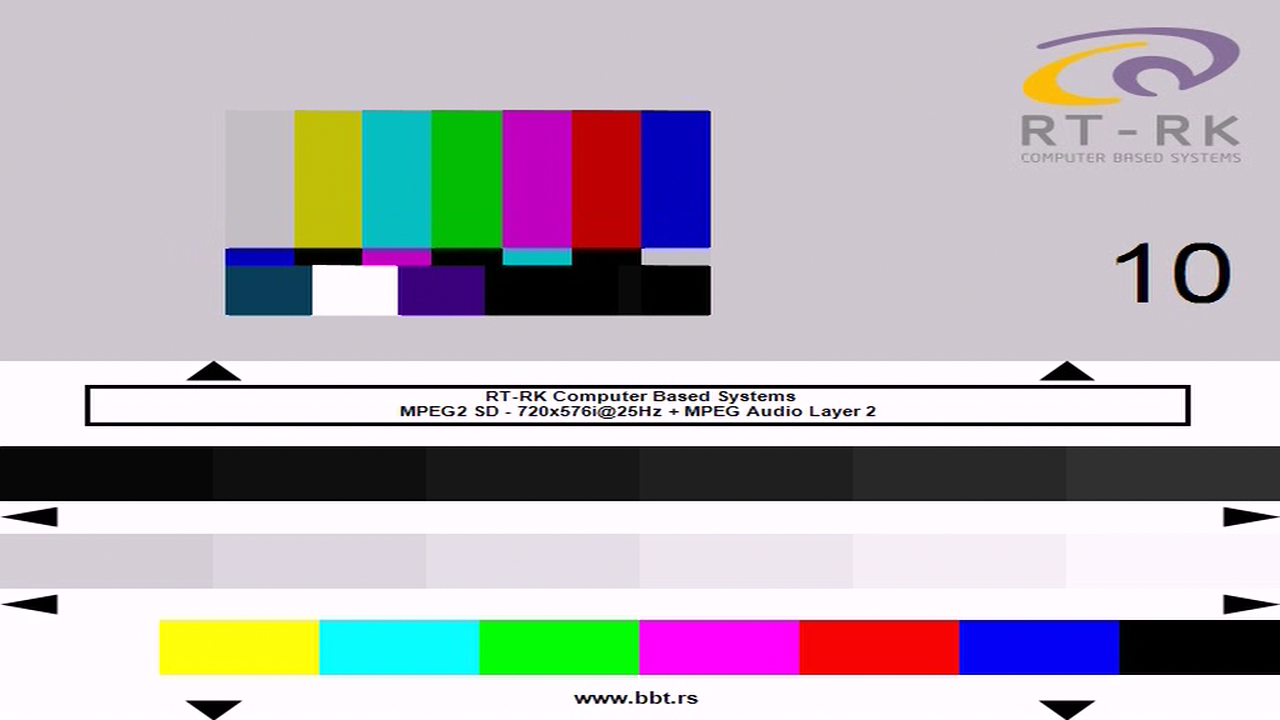 RT-RK
COMPUTER BASED SYSTEMS
10
RT-RK Computer Based Systems
MPEG2 SD - 720x576i@25Hz + MPEG Audio Layer 2
www.bbt.rs